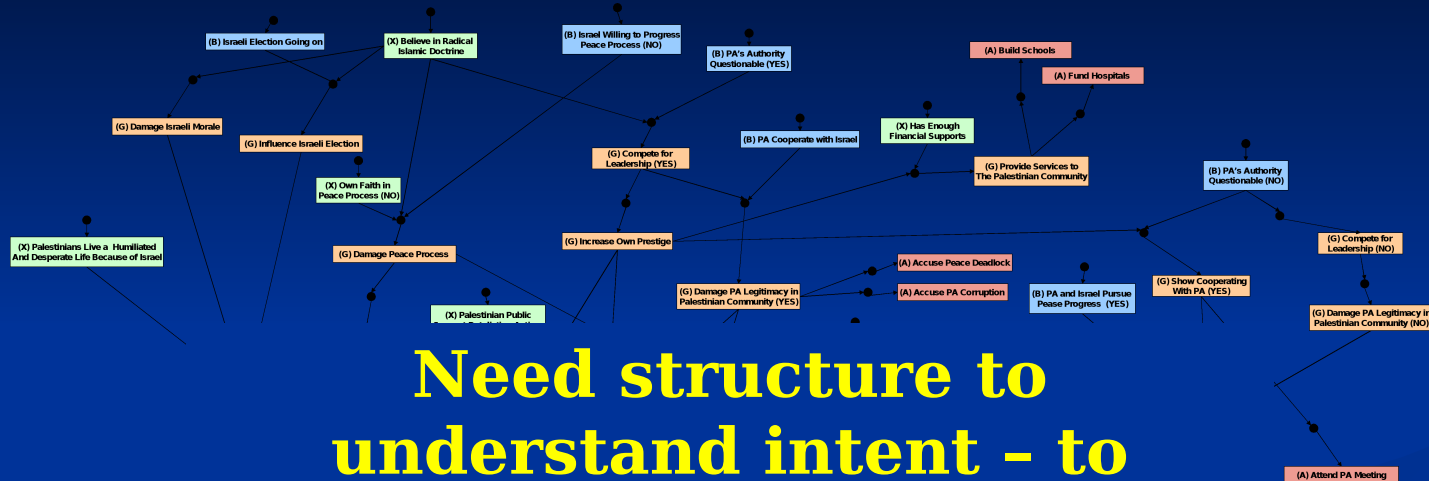 (B) Israeli Election Going on
(X) Believe in Radical
Islamic Doctrine
(B) Israel Willing to Progress
Peace Process (NO)
(B) PA's Authority
Questionable (YES)
(A) Build Schools
(A) Fund Hospitals
(G) Damage Israeli Morale
(G) Influence Israeli Election
(G) Compete for
Leadership (YES)
(B) PA Cooperate with Israel
(X) Has Enough
Financial Supports
(G) Provide Services to
The Palestinian Community
(B) PA's Authority
Questionable (NO)
(X) Own Faith in
Peace Process (NO)
(X) Palestinians Live a Humiliated
And Desperate Life Because of Israel
(G) Damage Peace Process
(G) Increase Own Prestige
(G) Compete for
Leadership (NO)
(A) Accuse Peace Deadlock
(A) Accuse PA Corruption
(G) Damage PA Legitimacy in
Palestinian Community (YES)
(B) PA and Israel Pursue
Pease Progress (YES)
(G) Show Cooperating
With PA (YES)
(X) Palestinian Public
(G) Damage PA Legitimacy in
Palestinian Community (NO)
Need structure to
understand intent – to
(A) Attend PA Meeting